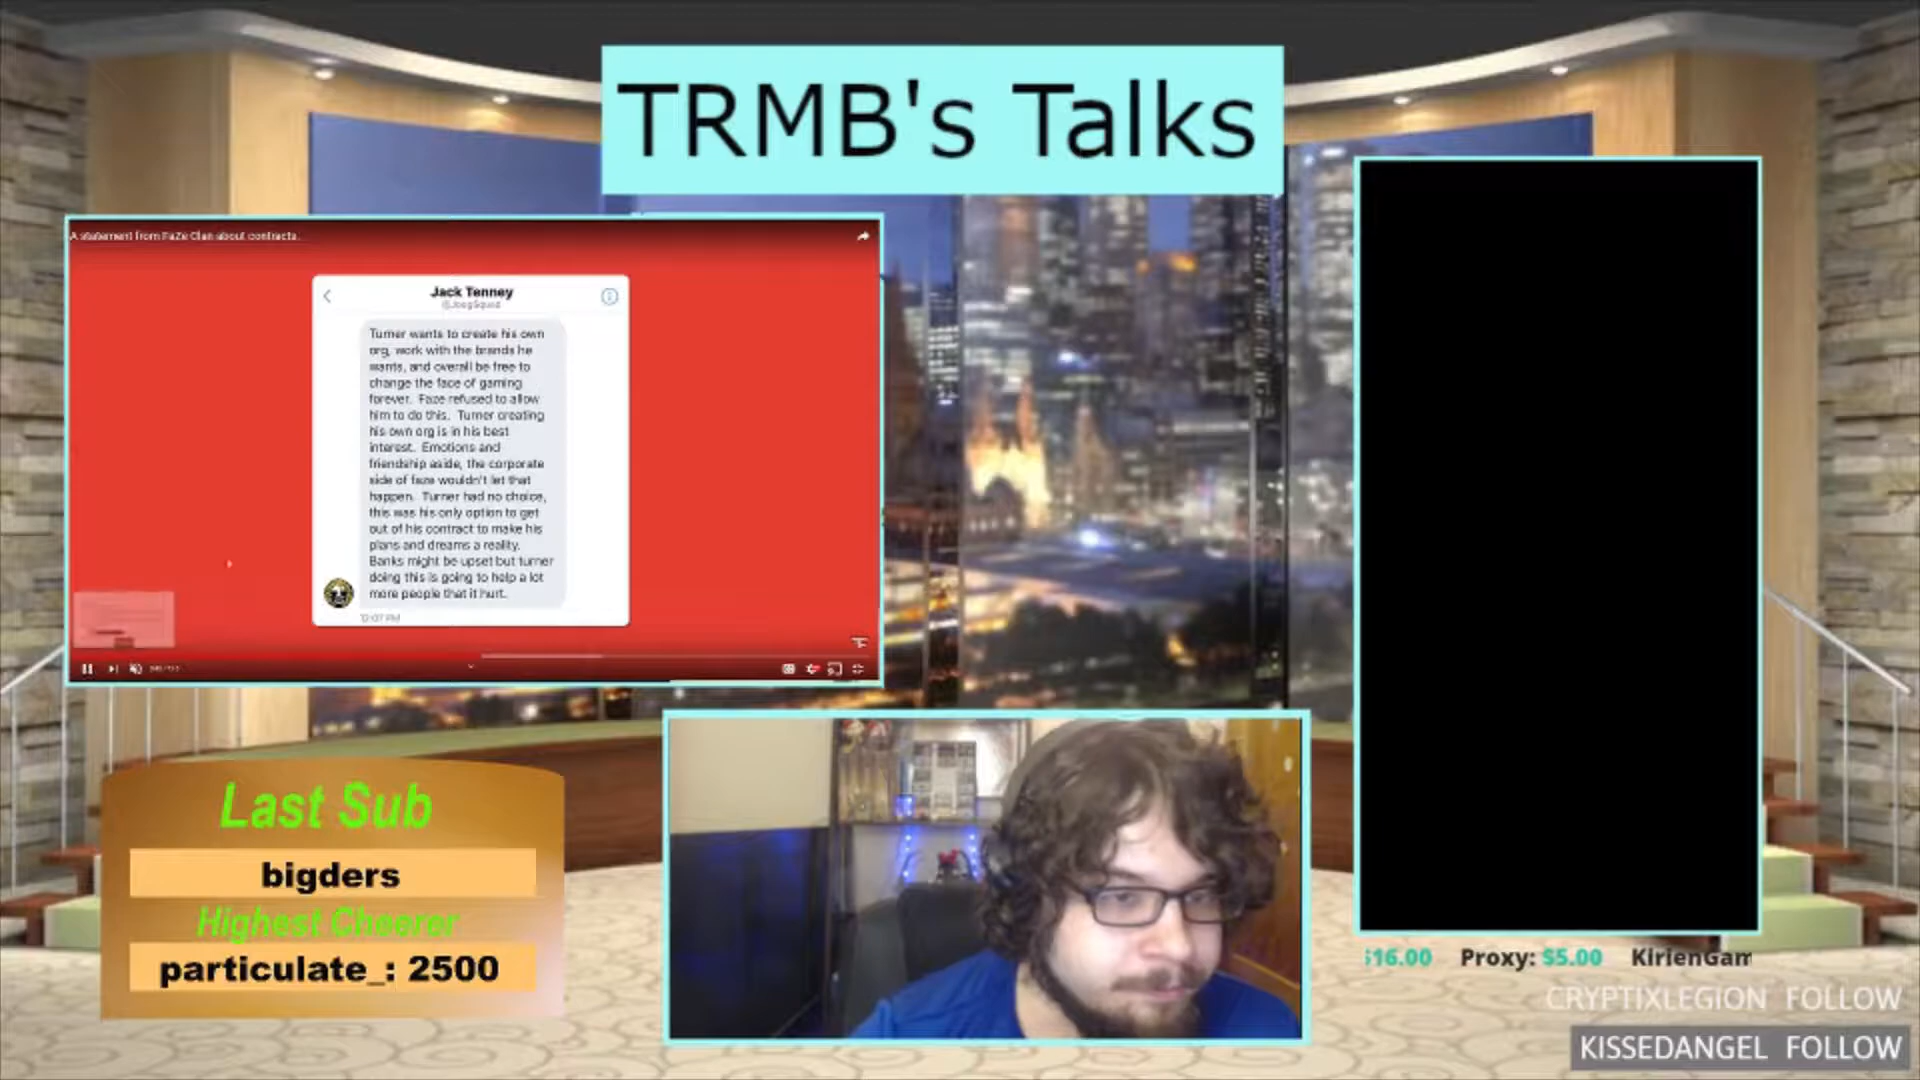 TRMB's Talks
A statement from FaZe Clan about contracts.
Jack Tenney
Turner wants to create his own
org, work with the brands he
wants, and overall be free to
change the face of gaming
forever. Faze refused to allow
him to do this. Turner creating
his own org is in his best
interest. Emotions and
friendship aside, the corporate
side of faze wouldn't let that
happen. Turner had no choice,
this was his only option to get
out of his contract to make his
plans and dreams a reality.
Banks might be upset but turner
doing this is going to help a lot
more people that it hurt.
12:07 PM
Last Sub
bigders
Highest Cheerer
particulate_: 2500
$16.00 Proxy: $5.00 KirienGam
CRYPTIXLEGION FOLLOW
KISSEDANGEL FOLLOW